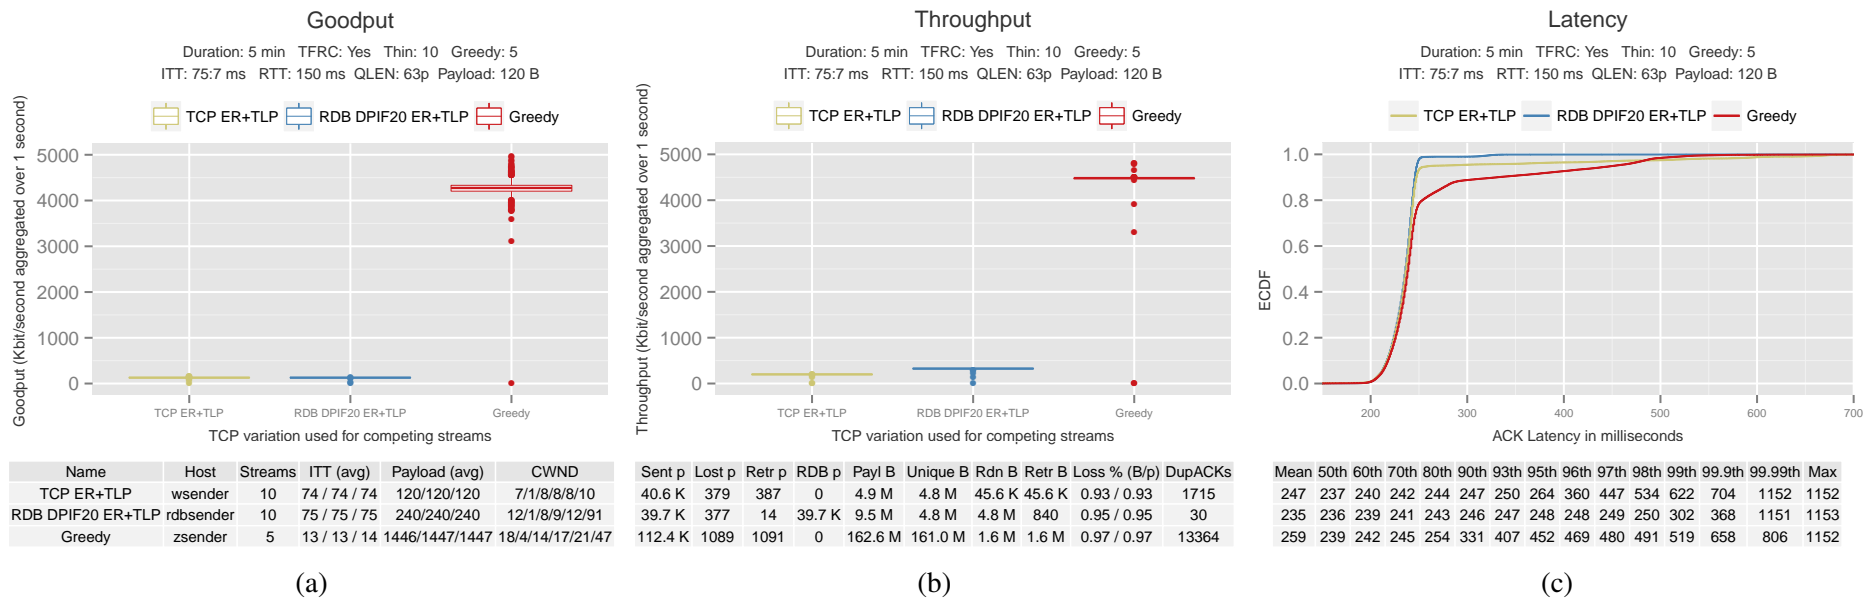 Goodput
Duration: 5 min TFRC: Yes Thin: 10 Greedy: 5
ITT: 75:7 ms RTT: 150 ms QLEN: 63p Payload: 120 B
TCP ER+TLP RDB DPIF20 ER+TLP Greedy
Goodput (Kbit/second aggregated over 1 second)
5000
4000
3000
2000
1000
0
TCP ER+TLP RDB DPIF20 ER+TLP Greedy
TCP variation used for competing streams
Name Host Streams ITT (avg) Payload (avg) CWND
TCP ER+TLP wsender 10 74 / 74 / 74 120/120/120 7/1/8/8/8/10
RDB DPIF20 ER+TLP rdbsender 10 75 / 75 / 75 240/240/240 12/1/8/9/12/91
Greedy zsender 5 13 / 13 / 14 1446/1447/1447 18/4/14/17/21/47
(a)
Throughput
Duration: 5 min TFRC: Yes Thin: 10 Greedy: 5
ITT: 75:7 ms RTT: 150 ms QLEN: 63p Payload: 120 B
TCP ER+TLP RDB DPIF20 ER+TLP Greedy
Throughput (Kbit/second aggregated over 1 second)
5000
4000
3000
2000
1000
0
TCP ER+TLP RDB DPIF20 ER+TLP Greedy
TCP variation used for competing streams
Sent p Lost p Retr p RDB p Payl B Unique B Rdn B Retr B Loss % (B/p) DupACKs
40.6 K 379 387 0 4.9 M 4.8 M 45.6 K 45.6 K 0.93 / 0.93 1715
39.7 K 377 14 39.7 K 9.5 M 4.8 M 4.8 M 840 0.95 / 0.95 30
112.4 K 1089 1091 0 162.6 M 161.0 M 1.6 M 1.6 M 0.97 / 0.97 13364
(b)
Latency
Duration: 5 min TFRC: Yes Thin: 10 Greedy: 5
ITT: 75:7 ms RTT: 150 ms QLEN: 63p Payload: 120 B
TCP ER+TLP RDB DPIF20 ER+TLP Greedy
ECDF
1.0
0.8
0.6
0.4
0.2
0.0
200 300 400 500 600 700
ACK Latency in milliseconds
Mean 50th 60th 70th 80th 90th 93th 95th 96th 97th 98th 99th 99.9th 99.99th Max
247 237 240 242 244 247 250 264 360 447 534 622 704 1152 1152
235 236 239 241 243 246 247 248 248 249 250 302 368 1151 1153
259 239 242 245 254 331 407 452 469 480 491 519 658 806 1152
(c)